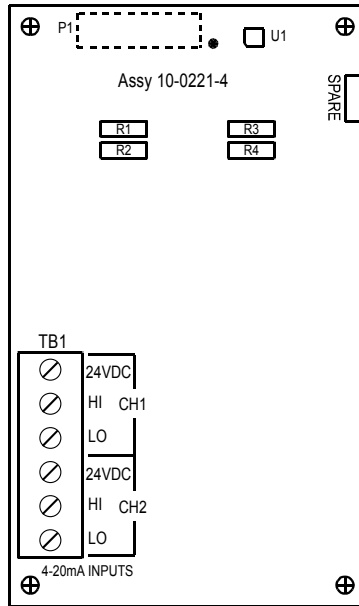 P1
U1
Assy 10-0221-4
SPARE
R1 R3
R2 R4
TB1
24VDC
HI CH1
LO
24VDC
HI CH2
LO
4-20mA INPUTS